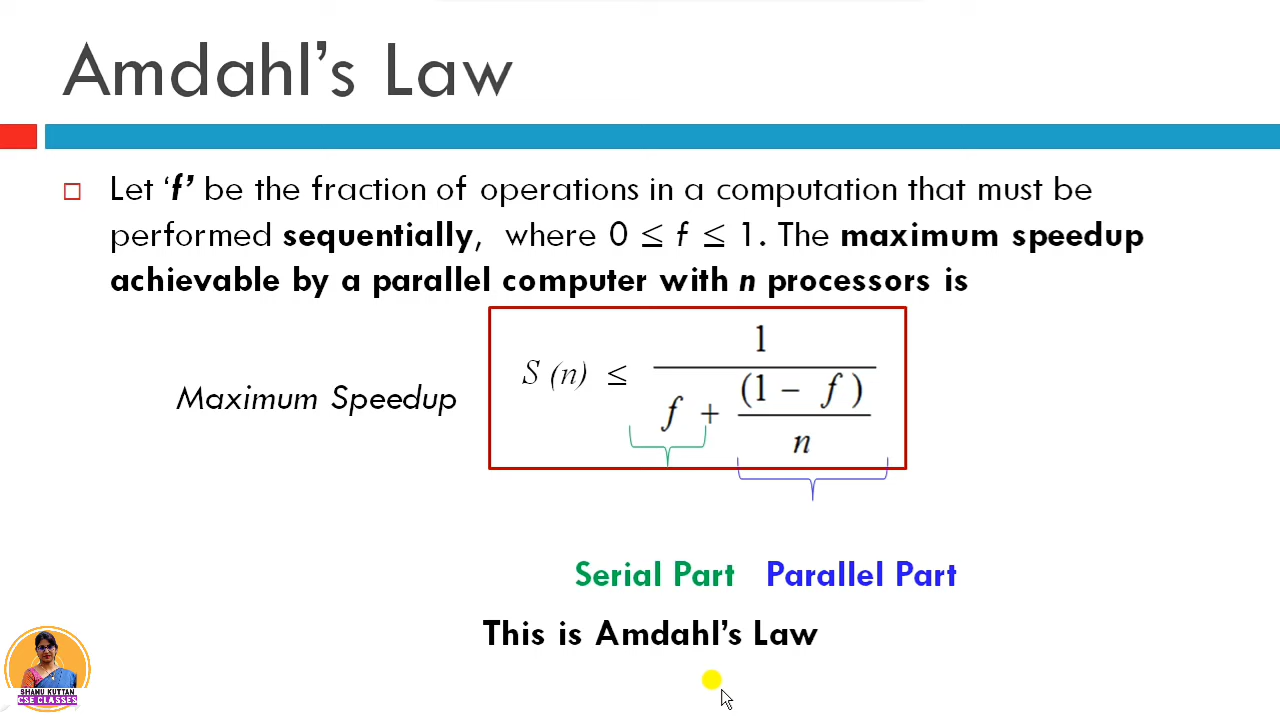 Amdahl's Law
Let ‘f’ be the fraction of operations in a computation that must be
performed sequentially, where 0 ≤ f ≤ 1. The maximum speedup
achievable by a parallel computer with n processors is
Maximum Speedup
S (n) ≤ 1 / (f + (1 − f ) / n)
Serial Part Parallel Part
This is Amdahl's Law
SHANU KUTTAN
CSE CLASSES